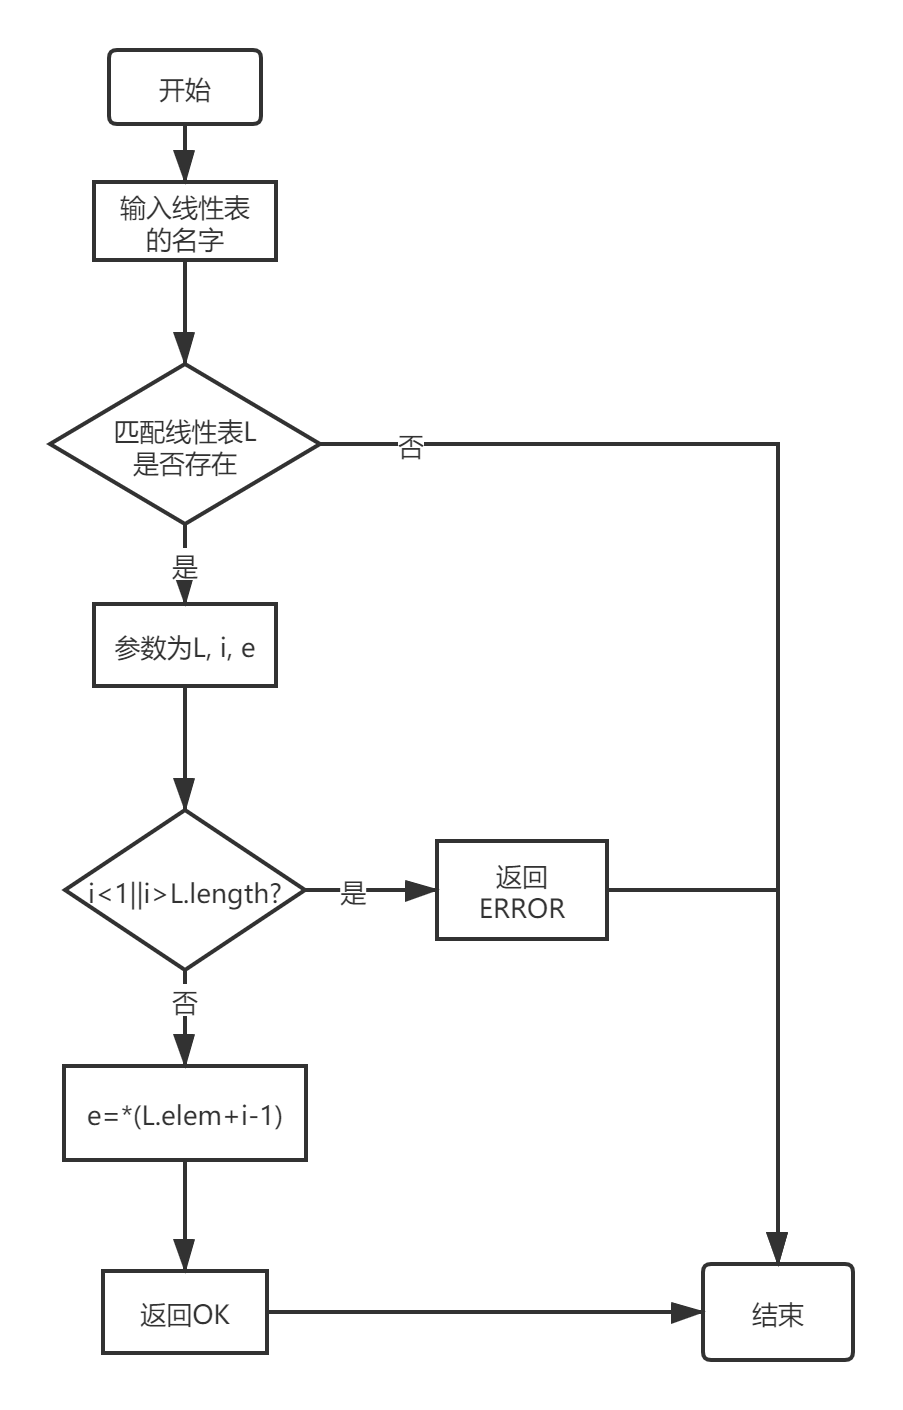 开始
输入线性表
的名字
匹配线性表L
是否存在
否
是
参数为L, i, e
i<1||i>L.length?
是
返回
ERROR
否
e=*(L.elem+i-1)
返回OK
结束